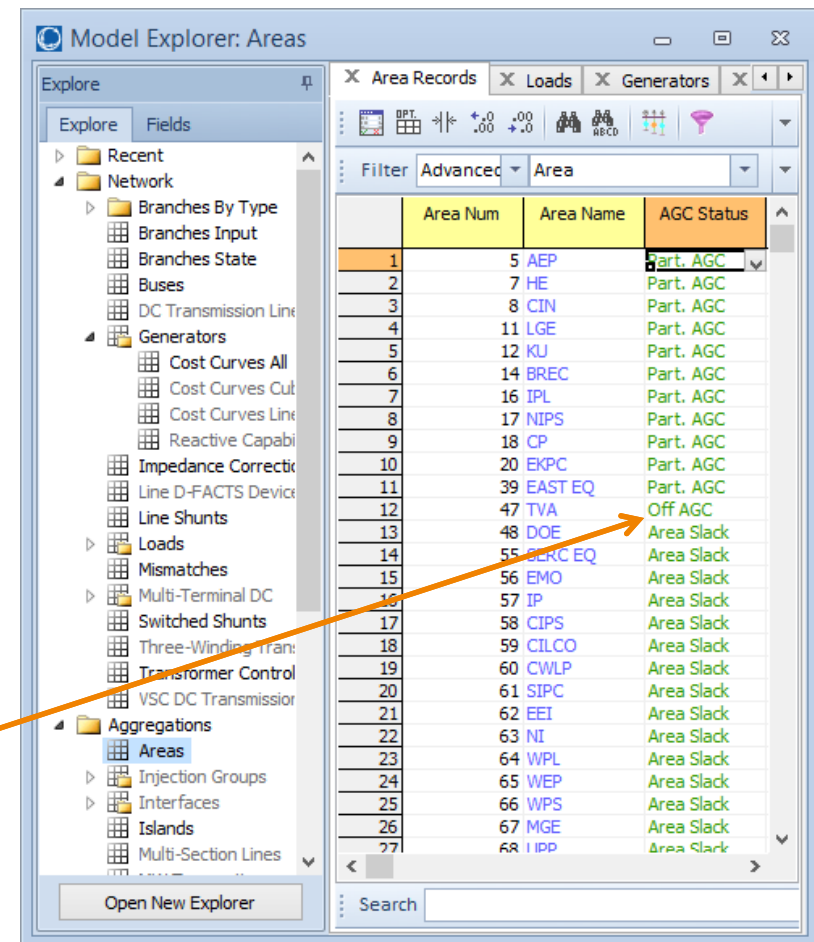 Model Explorer: Areas
Explore
Explore Fields
Recent
Network
Branches By Type
Branches Input
Branches State
Buses
DC Transmission Line
Generators
Cost Curves All
Cost Curves Cub
Cost Curves Line
Reactive Capabi
Impedance Correctio
Line D-FACTS Device
Line Shunts
Loads
Mismatches
Multi-Terminal DC
Switched Shunts
Three-Winding Trans
Transformer Control
VSC DC Transmission
Aggregations
Areas
Injection Groups
Interfaces
Islands
Multi-Section Lines
Open New Explorer
X Area Records X Loads X Generators X
OPT. .00 .00 .0 ABCD
Filter Advanced Area
Area Num Area Name AGC Status
1 5 AEP Part. AGC
2 7 HE Part. AGC
3 8 CIN Part. AGC
4 11 LGE Part. AGC
5 12 KU Part. AGC
6 14 BREC Part. AGC
7 16 IPL Part. AGC
8 17 NIPS Part. AGC
9 18 CP Part. AGC
10 20 EKPC Part. AGC
11 39 EAST EQ Part. AGC
12 47 TVA Off AGC
13 48 DOE Area Slack
14 55 SERC EQ Area Slack
15 56 EMO Area Slack
16 57 IP Area Slack
17 58 CIPS Area Slack
18 59 CILCO Area Slack
19 60 CWLP Area Slack
20 61 SIPC Area Slack
21 62 EEI Area Slack
22 63 NI Area Slack
23 64 WPL Area Slack
24 65 WEP Area Slack
25 66 WPS Area Slack
26 67 MGE Area Slack
27 68 UPP Area Slack
Search